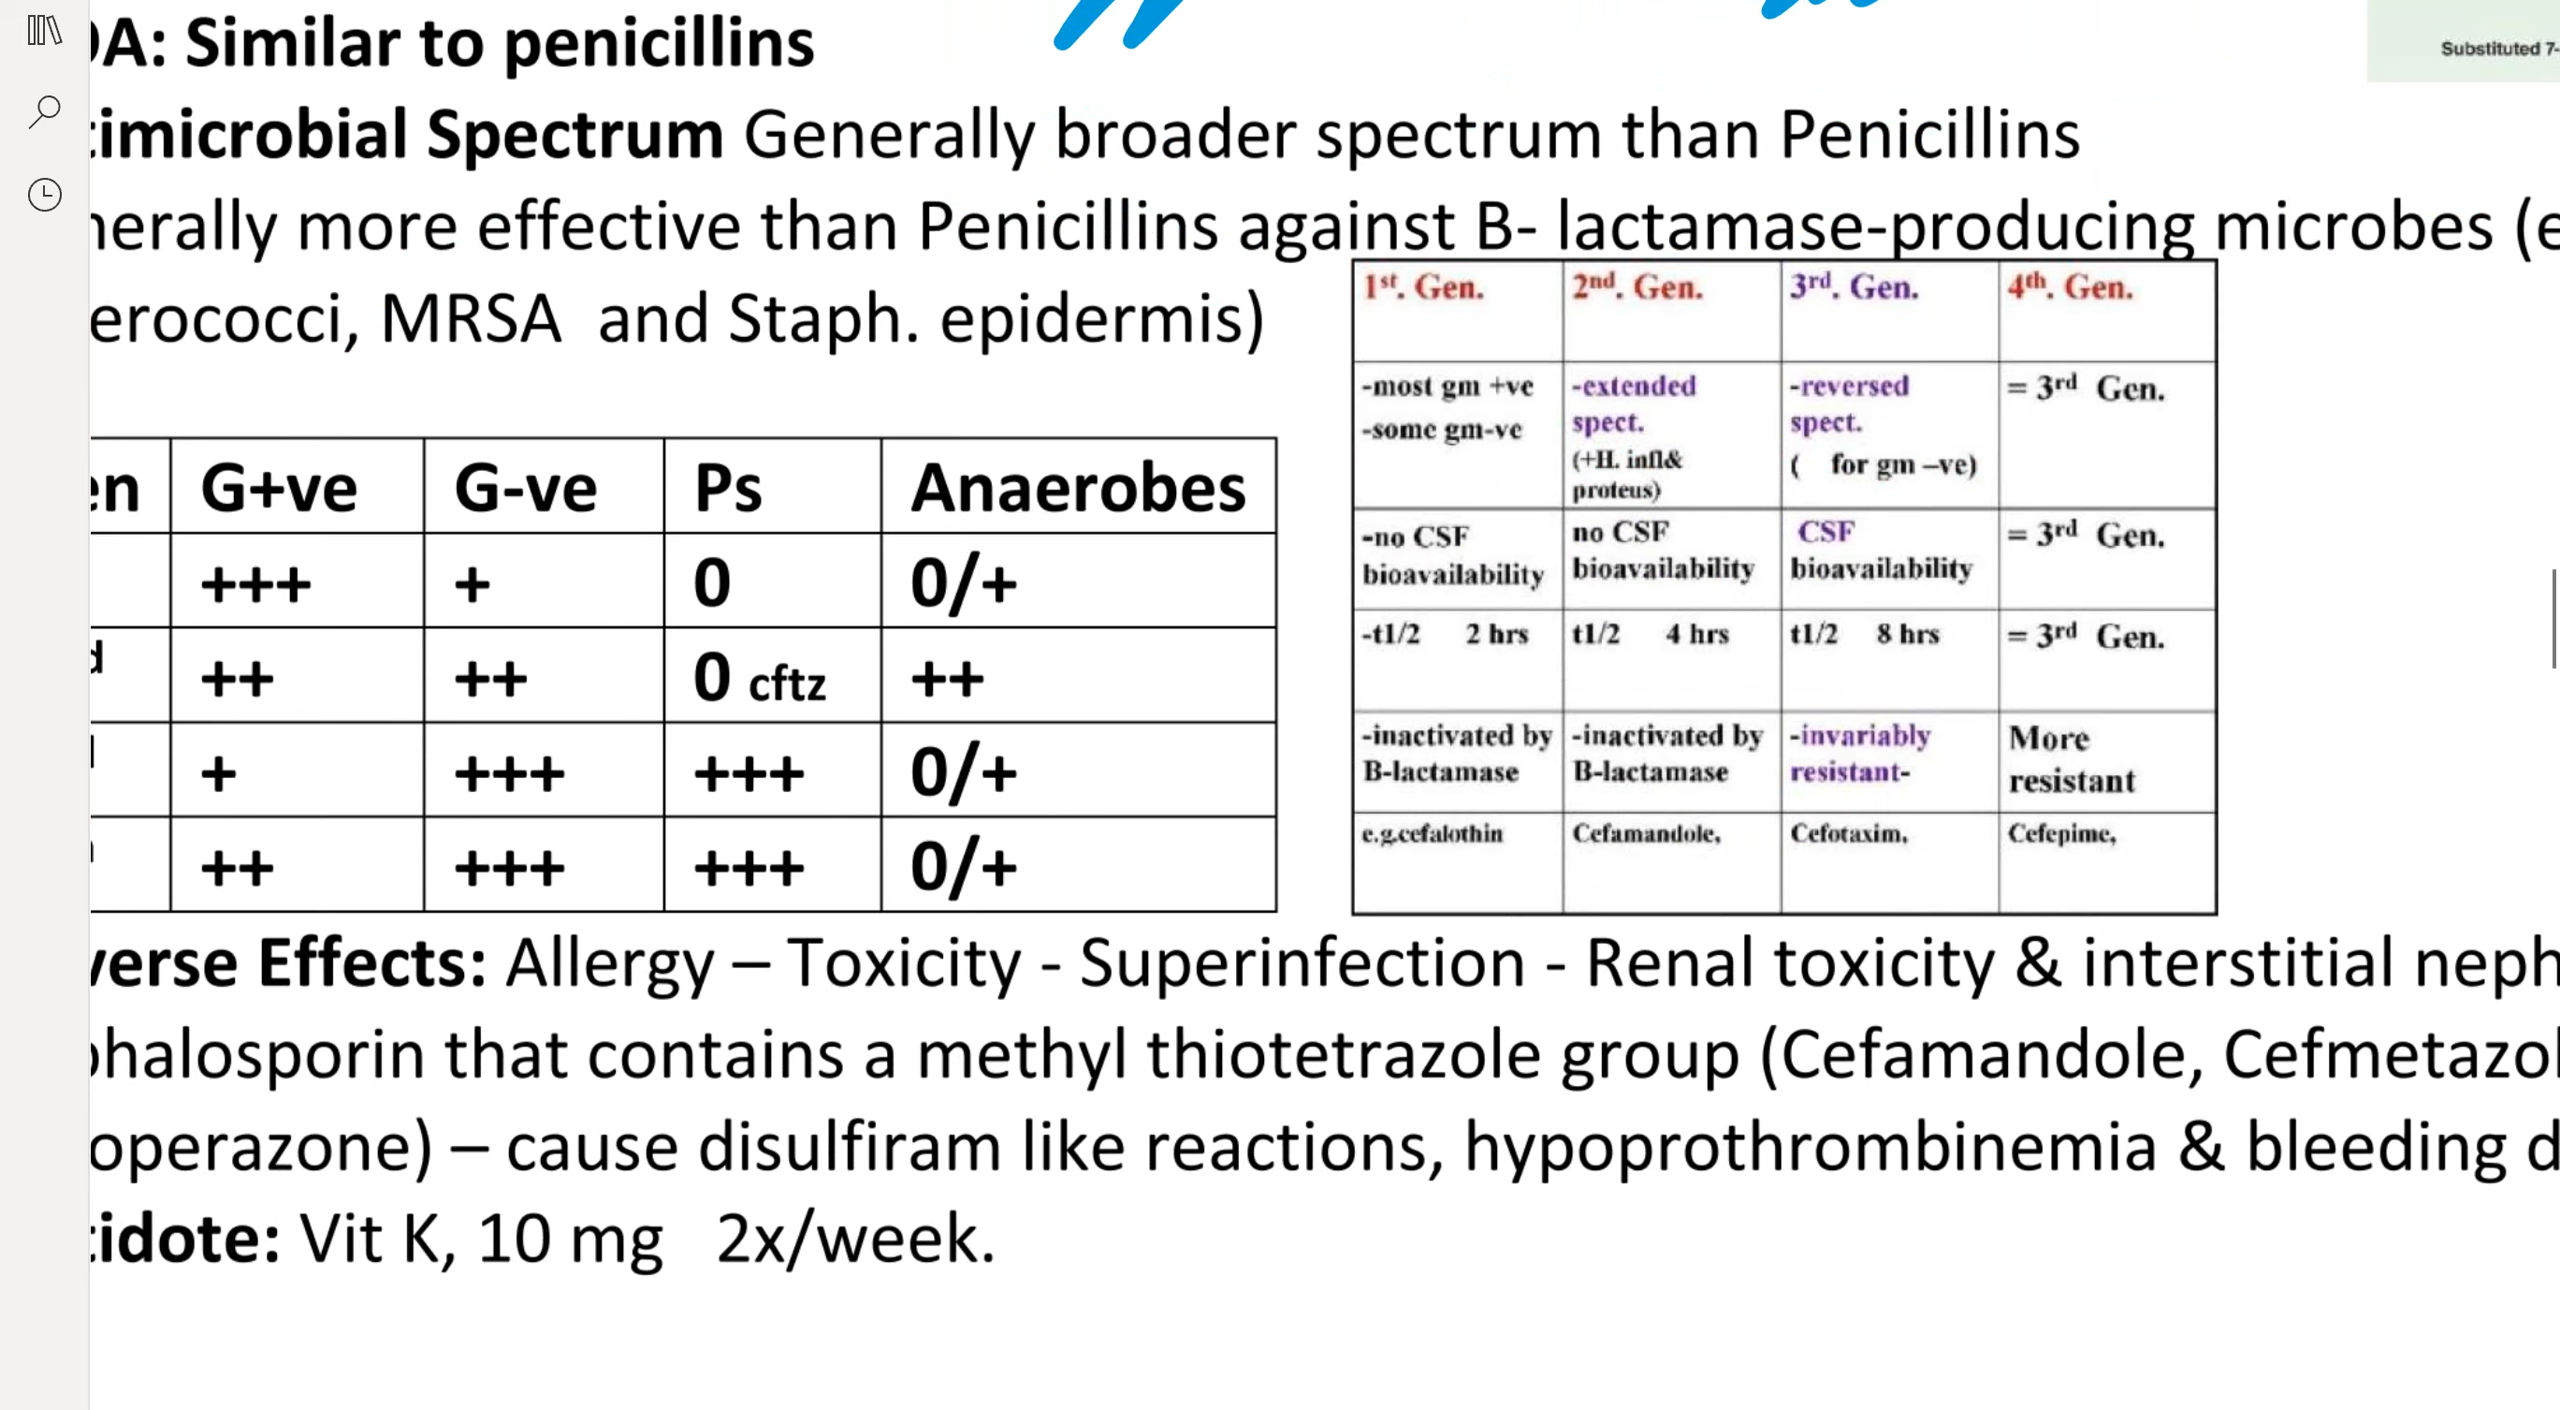 A: Similar to penicillins
Substituted 7-
imicrobial Spectrum Generally broader spectrum than Penicillins
nerally more effective than Penicillins against B- lactamase-producing microbes (e
erococci, MRSA and Staph. epidermis)
en G+ve G-ve Ps Anaerobes
+++ + 0 0/+
d ++ ++ 0 cftz ++
+ +++ +++ 0/+
++ +++ +++ 0/+
1st. Gen. 2nd. Gen. 3rd. Gen. 4th. Gen.
-most gm +ve -extended -reversed = 3rd Gen.
-some gm-ve spect. spect.
(+H. infl& ( for gm –ve)
proteus)
-no CSF no CSF CSF = 3rd Gen.
bioavailability bioavailability bioavailability
-t1/2 2 hrs t1/2 4 hrs t1/2 8 hrs = 3rd Gen.
-inactivated by -inactivated by -invariably More
B-lactamase B-lactamase resistant- resistant
e.g.cefalothin Cefamandole, Cefotaxim, Cefepime,
verse Effects: Allergy – Toxicity - Superinfection - Renal toxicity & interstitial neph
phalosporin that contains a methyl thiotetrazole group (Cefamandole, Cefmetazol
operazone) – cause disulfiram like reactions, hypoprothrombinemia & bleeding d
tidote: Vit K, 10 mg 2x/week.